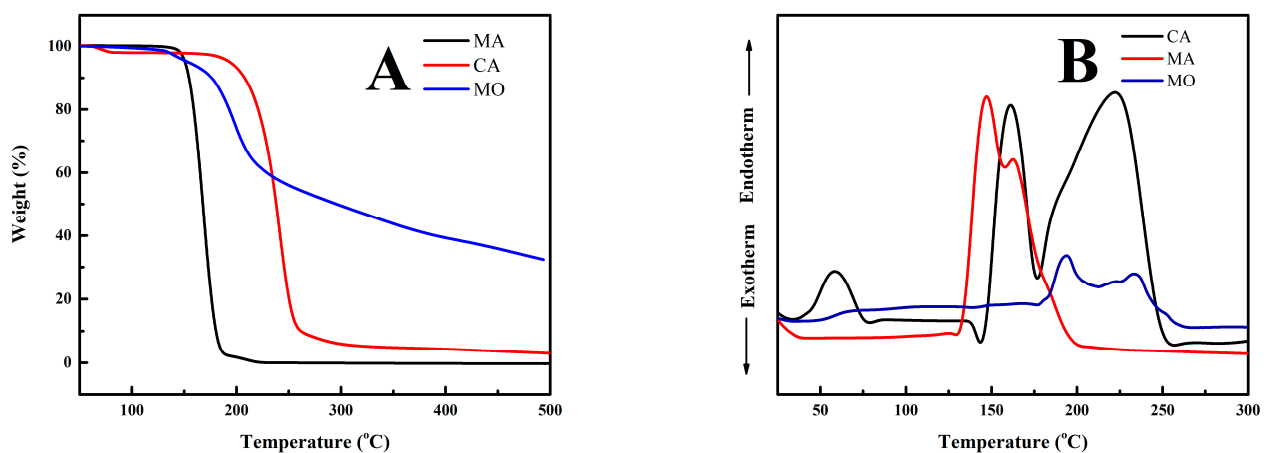 A
MA
CA
MO
100
80
60
40
20
0
Weight (%)
100
200
300
400
500
Temperature (°C)
B
CA
MA
MO
Exotherm Endotherm
50
100
150
200
250
300
Temperature (°C)